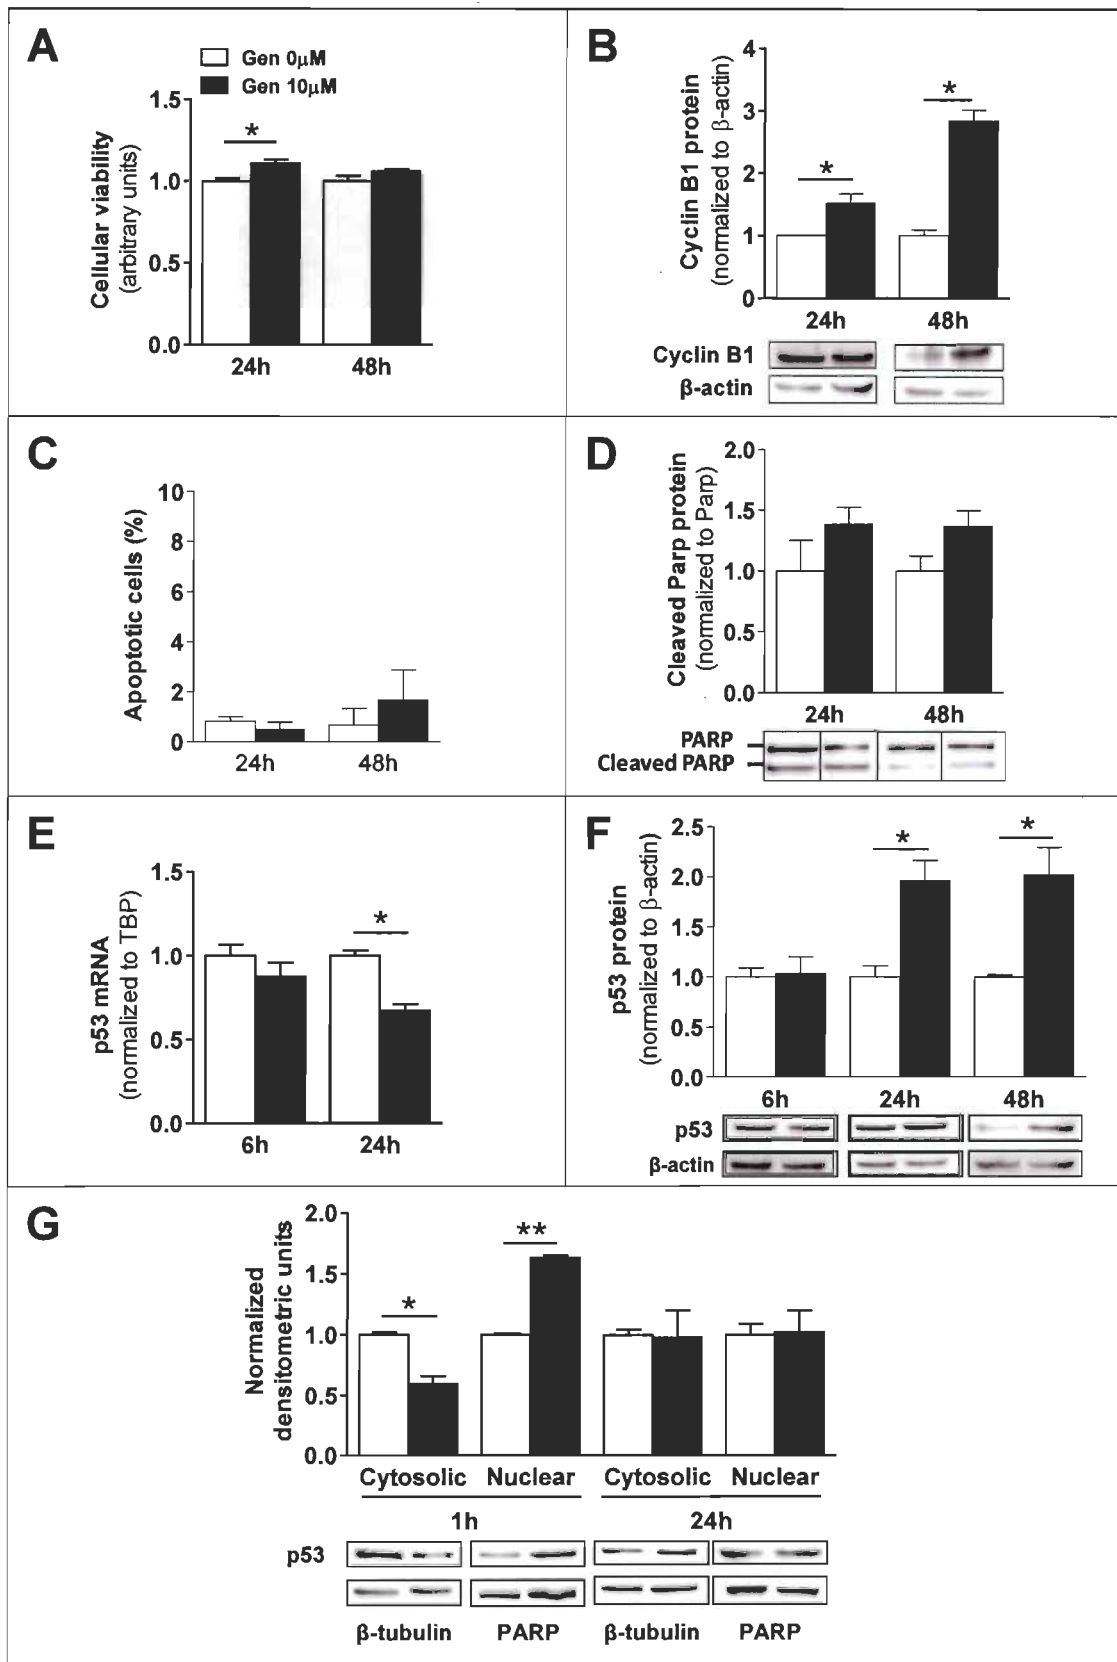 A
Gen 0µM
Gen 10µM
Cellular viability
(arbitrary units)
1.5
1.0
0.5
0.0
*
24h
48h
B
Cyclin B1 protein
(normalized to β-actin)
4
3
2
1
0
*
*
24h
48h
Cyclin B1
β-actin
C
Apoptotic cells (%)
10
8
6
4
2
0
24h
48h
D
Cleaved Parp protein
(normalized to Parp)
2.0
1.5
1.0
0.5
0.0
24h
48h
PARP
Cleaved PARP
E
p53 mRNA
(normalized to TBP)
1.5
1.0
0.5
0.0
*
6h
24h
F
p53 protein
(normalized to β-actin)
2.5
2.0
1.5
1.0
0.5
0.0
*
*
6h
24h
48h
p53
β-actin
G
Normalized
densitometric units
2.0
1.5
1.0
0.5
0.0
*
**
Cytosolic
Nuclear
Cytosolic
Nuclear
1h
24h
p53
β-tubulin
PARP
β-tubulin
PARP